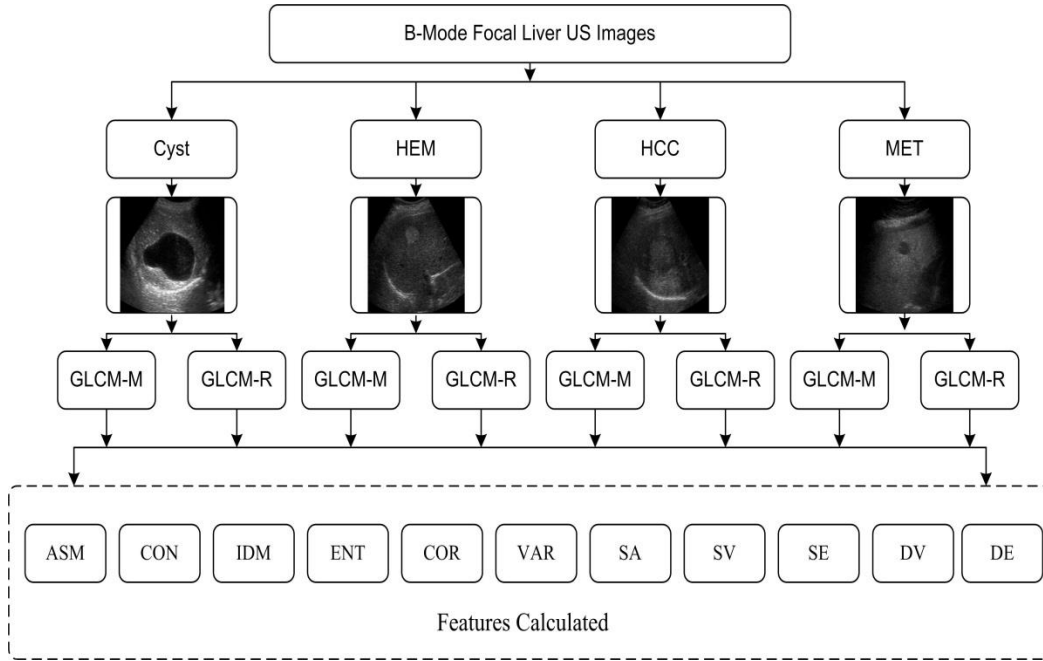 B-Mode Focal Liver US Images
Cyst HEM HCC MET
GLCM-M GLCM-R GLCM-M GLCM-R GLCM-M GLCM-R GLCM-M GLCM-R
ASM CON IDM ENT COR VAR SA SV SE DV DE
Features Calculated